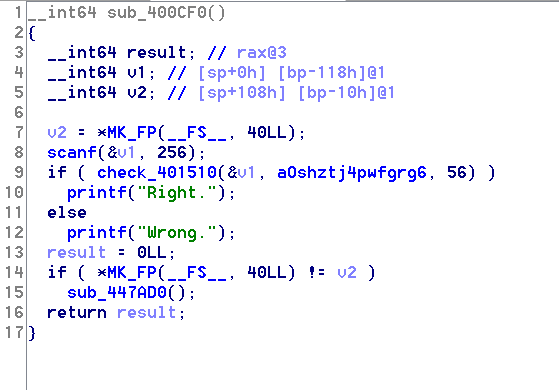 1 __int64 sub_400CF0()
2 {
3 __int64 result; // rax@3
4 __int64 v1; // [sp+0h] [bp-118h]@1
5 __int64 v2; // [sp+108h] [bp-10h]@1
6
7 v2 = *MK_FP(__FS__, 40LL);
8 scanf(&v1, 256);
9 if ( check_401510(&v1, aOshztj4pwfgrg6, 56) )
10 printf("Right.");
11 else
12 printf("Wrong.");
13 result = 0LL;
14 if ( *MK_FP(__FS__, 40LL) != v2 )
15 sub_447AD0();
16 return result;
17 }